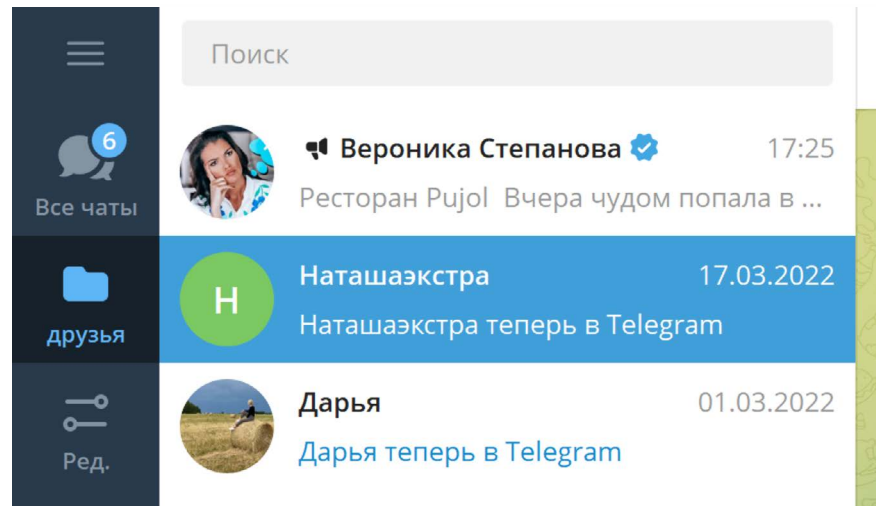 Поиск
6
Все чаты
друзья
Ред.
Вероника Степанова 17:25
Ресторан Pujol Вчера чудом попала в ...
Н
Наташаэкстра 17.03.2022
Наташаэкстра теперь в Telegram
Дарья 01.03.2022
Дарья теперь в Telegram